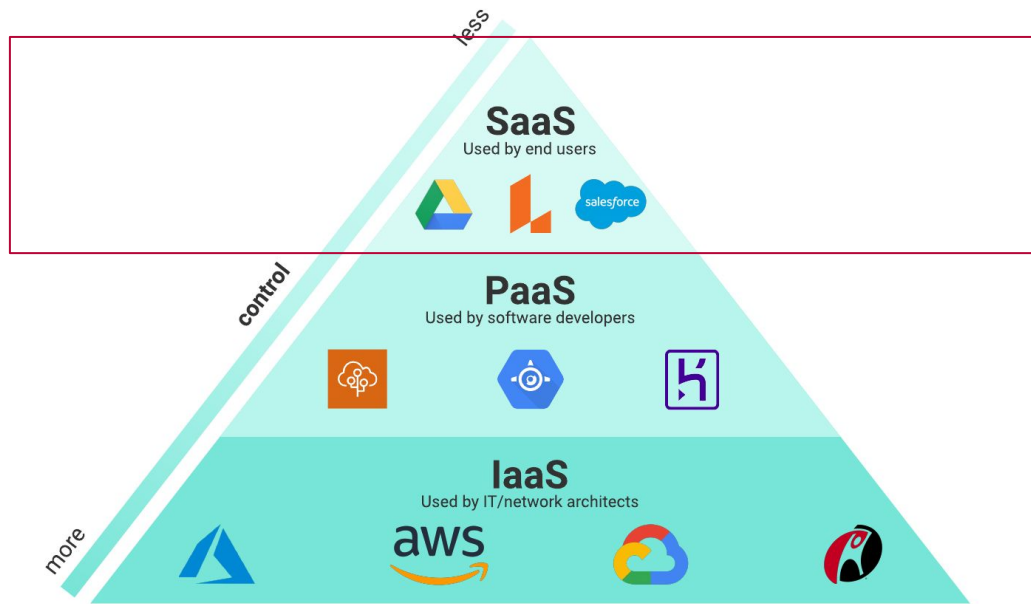 less
SaaS
Used by end users
salesforce
control
PaaS
Used by software developers
IaaS
Used by IT/network architects
more
aws